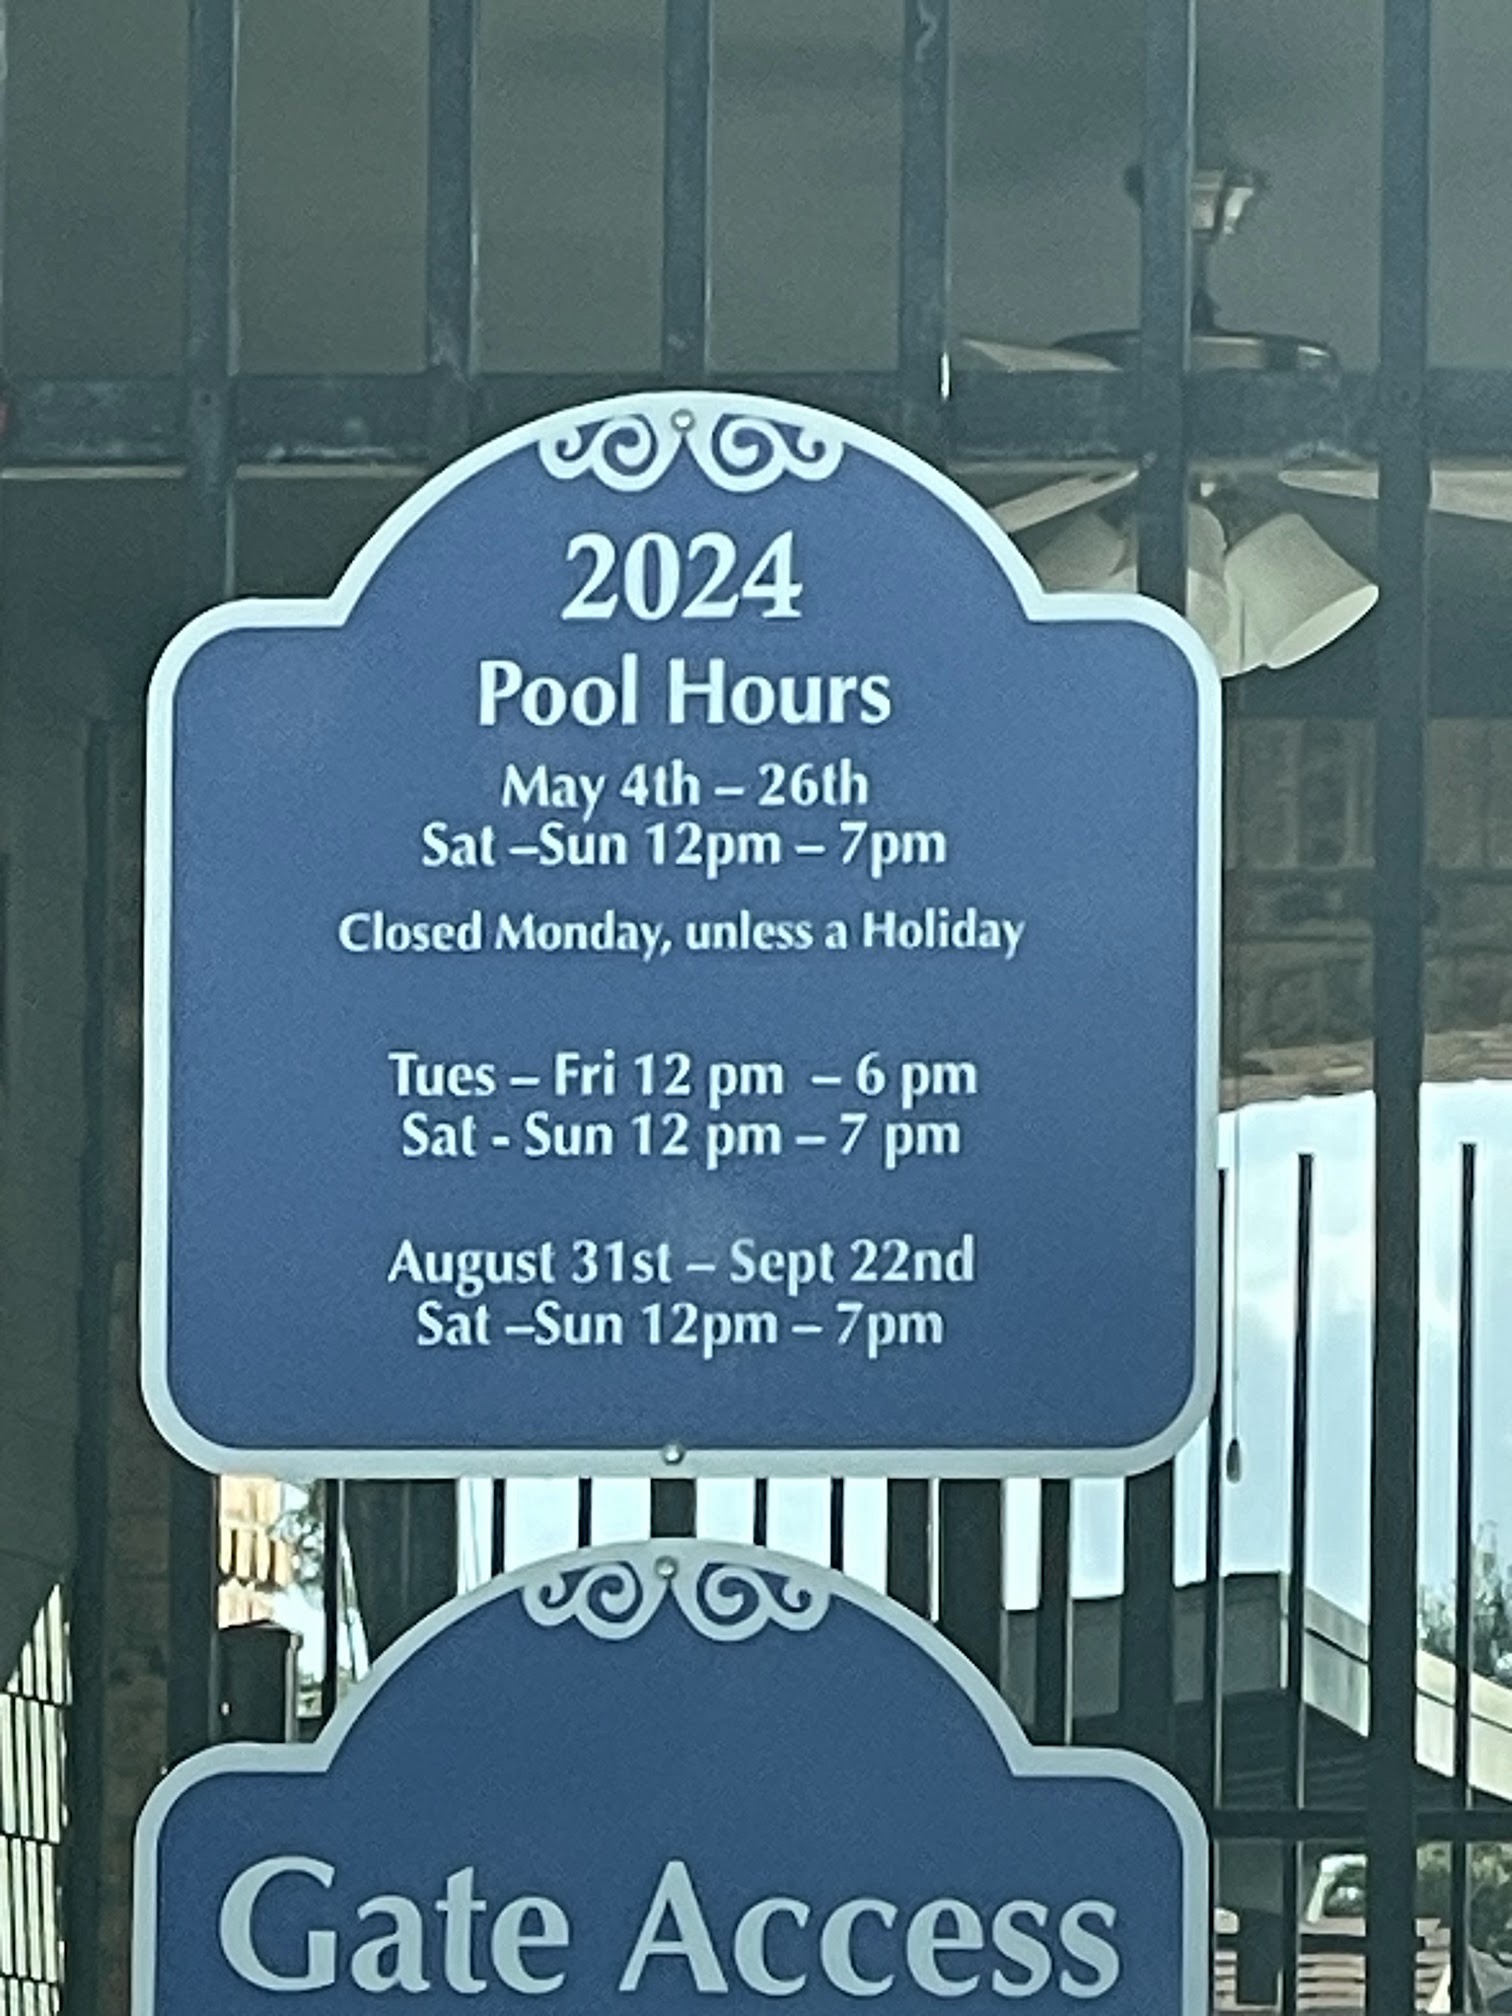 2024
Pool Hours
May 4th – 26th
Sat –Sun 12pm – 7pm
Closed Monday, unless a Holiday
Tues – Fri 12 pm – 6 pm
Sat - Sun 12 pm – 7 pm
August 31st – Sept 22nd
Sat –Sun 12pm – 7pm
Gate Access